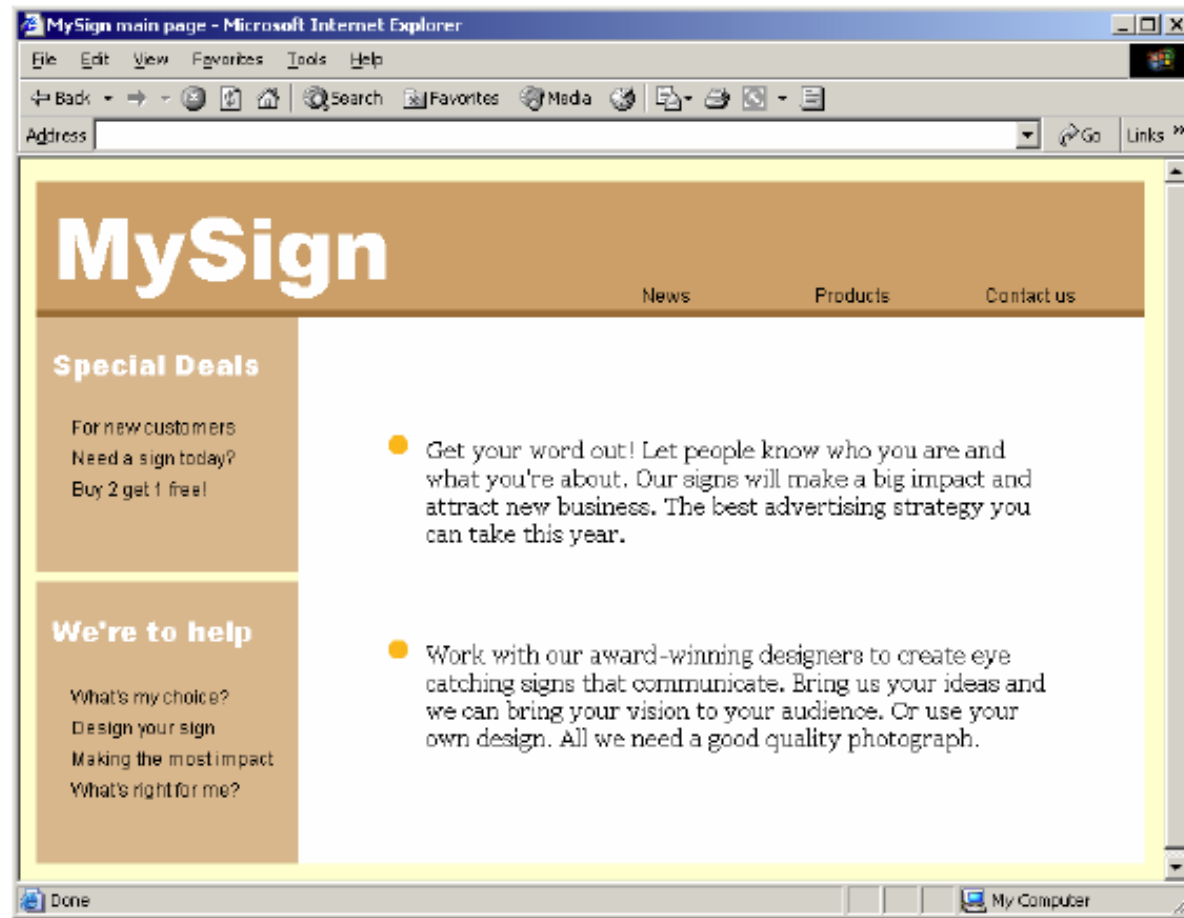 MySign main page - Microsoft Internet Explorer
File Edit View Favorites Tools Help
Back Search Favorites Media
Address Go Links »
MySign
News Products Contact us
Special Deals
For new customers
Need a sign today?
Buy 2 get 1 free!
Get your word out! Let people know who you are and
what you're about. Our signs will make a big impact and
attract new business. The best advertising strategy you
can take this year.
We're to help
What's my choice?
Design your sign
Making the most impact
What's right for me?
Work with our award-winning designers to create eye
catching signs that communicate. Bring us your ideas and
we can bring your vision to your audience. Or use your
own design. All we need a good quality photograph.
Done My Computer